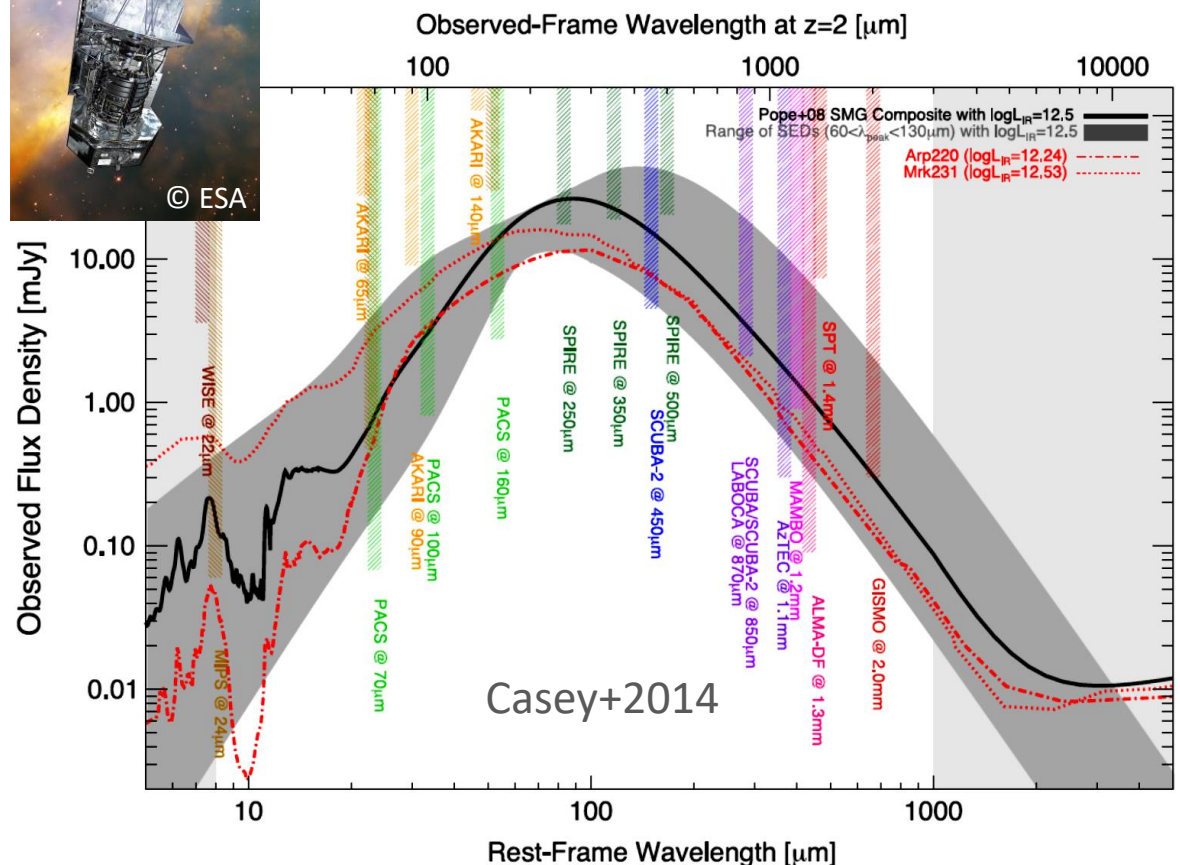 Observed-Frame Wavelength at z=2 [μm]
100
1000
10000
© ESA
Pope+08 SMG Composite with logL_IR=12.5
Range of SEDs (60<λ_peak<130μm) with logL_IR=12.5
Arp220 (logL_IR=12.24)
Mrk231 (logL_IR=12.53)
Observed Flux Density [mJy]
10.00
1.00
0.10
0.01
WISE @ 22μm
MIPS @ 24μm
AKARI @ 65μm
PACS @ 70μm
AKARI @ 90μm
PACS @ 100μm
AKARI @ 140μm
PACS @ 160μm
SPIRE @ 250μm
SPIRE @ 350μm
SCUBA-2 @ 450μm
SPIRE @ 500μm
SCUBA/SCUBA-2 @ 850μm
LABOCA @ 870μm
AzTEC @ 1.1mm
MAMBO @ 1.2mm
ALMA-DF @ 1.3mm
SPT @ 1.4mm
GISMO @ 2.0mm
Casey+2014
10
100
1000
Rest-Frame Wavelength [μm]